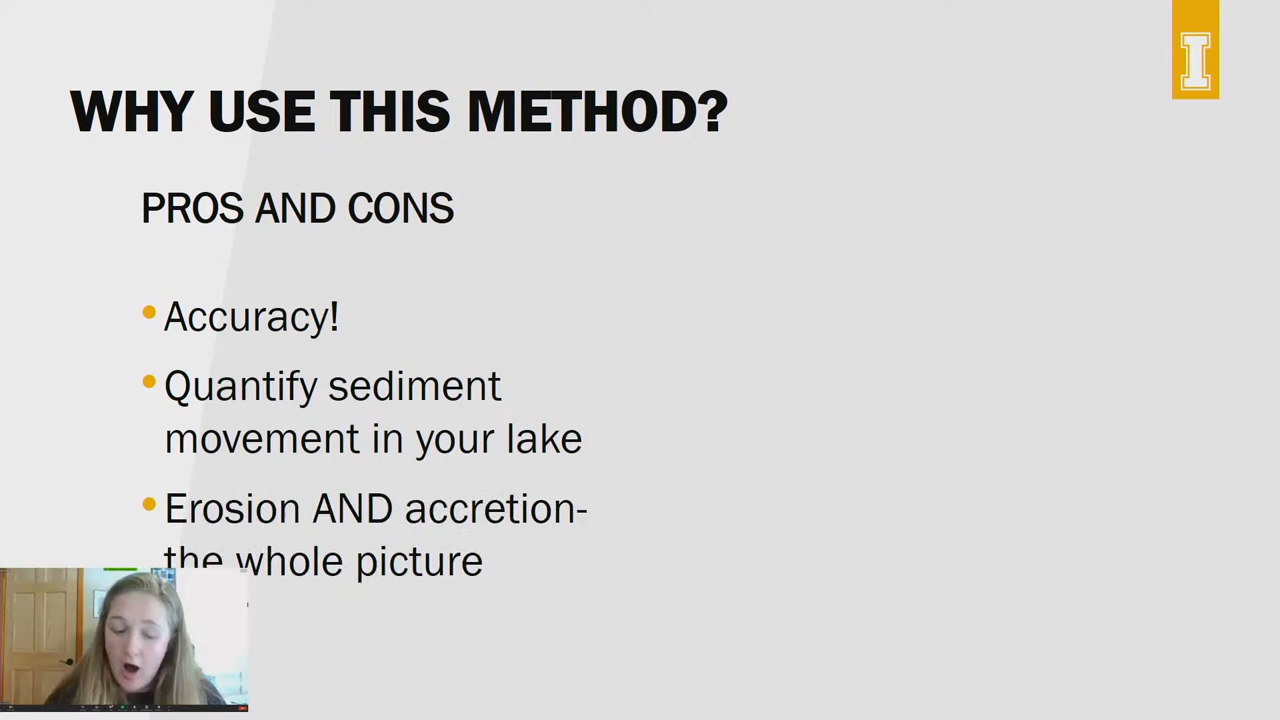 I
WHY USE THIS METHOD?
PROS AND CONS
• Accuracy!
• Quantify sediment
movement in your lake
• Erosion AND accretion-
the whole picture